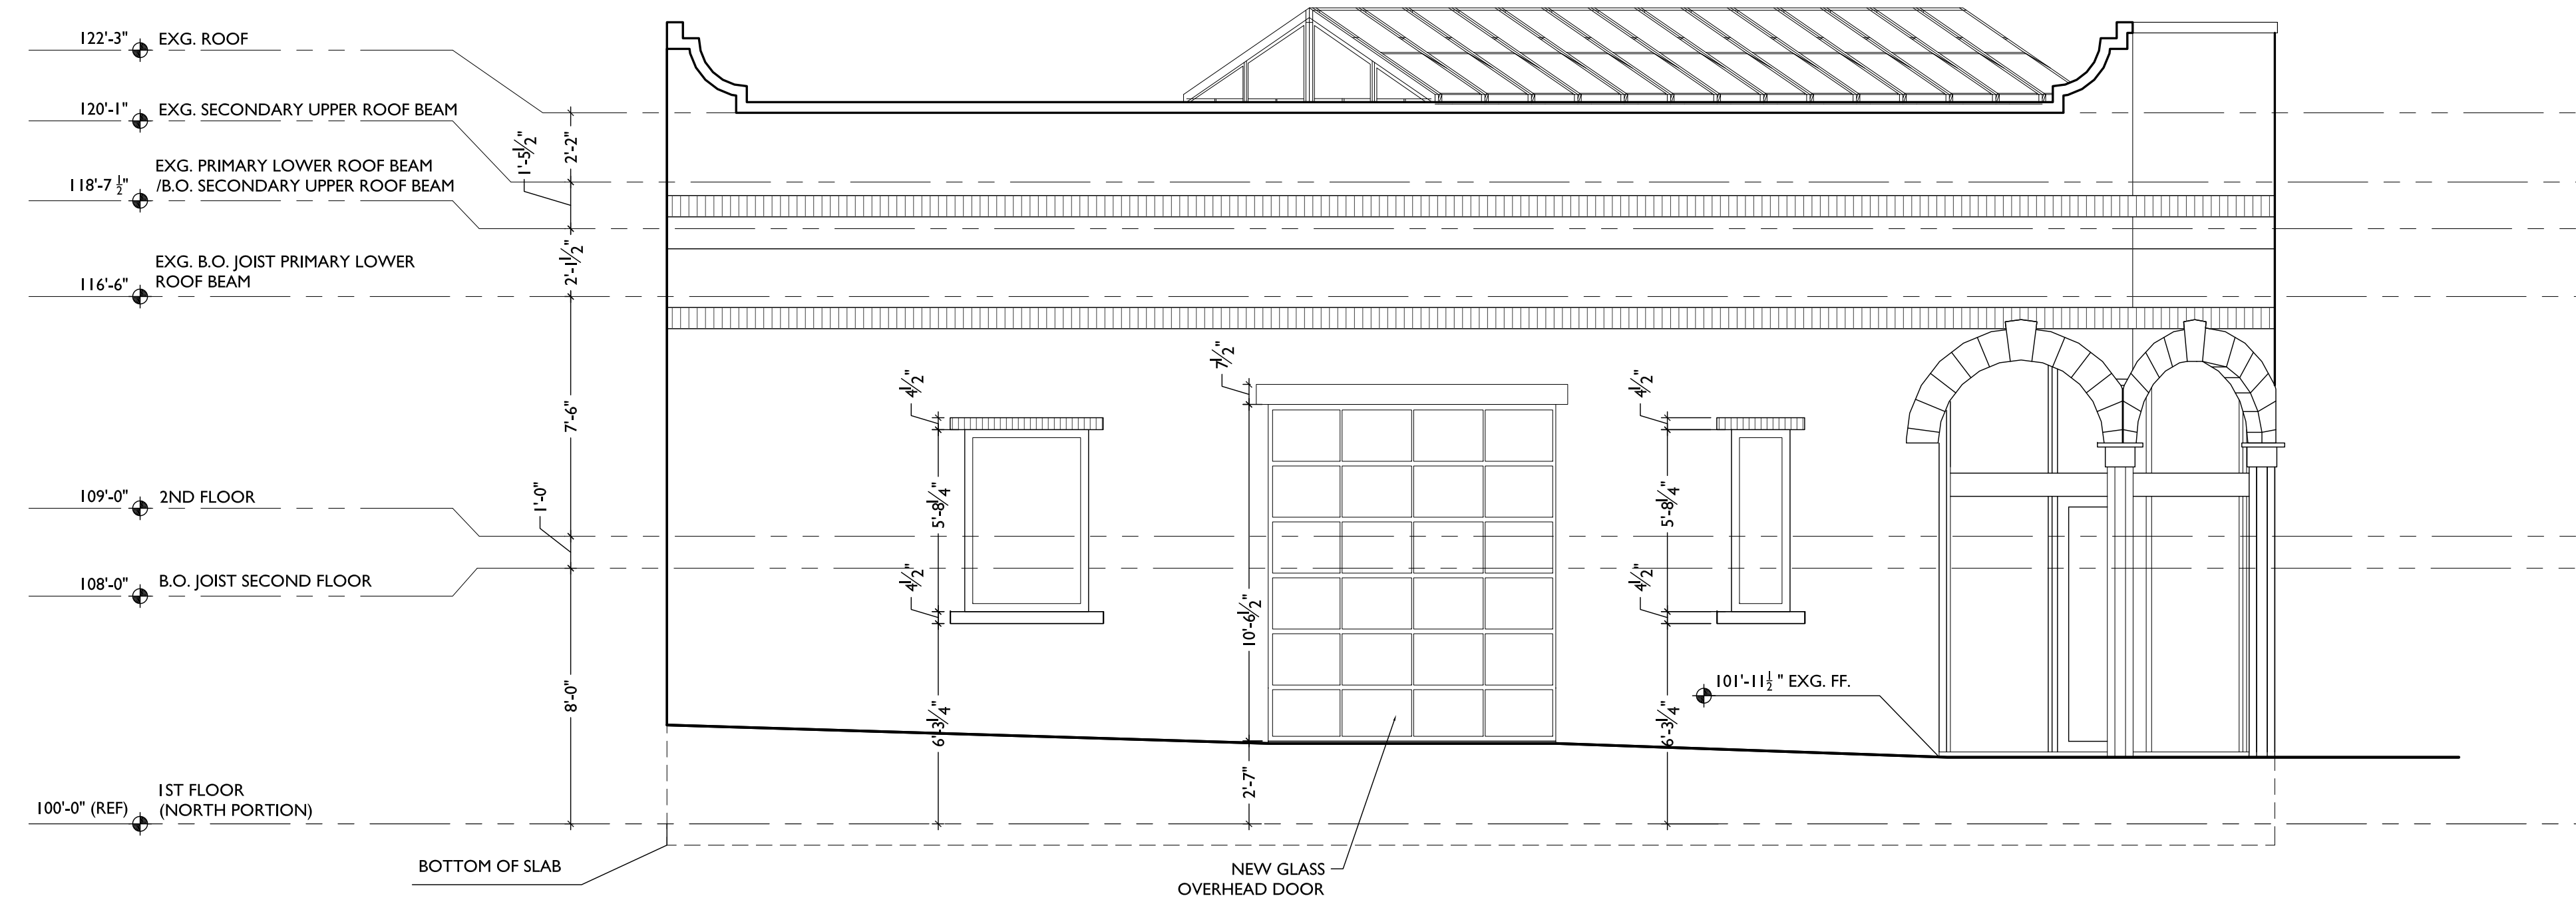 122'-3" EXG. ROOF
120'-1" EXG. SECONDARY UPPER ROOF BEAM
EXG. PRIMARY LOWER ROOF BEAM
118'-7 1/2" /B.O. SECONDARY UPPER ROOF BEAM
EXG. B.O. JOIST PRIMARY LOWER
116'-6" ROOF BEAM
109'-0" 2ND FLOOR
108'-0" B.O. JOIST SECOND FLOOR
1ST FLOOR
100'-0" (REF) (NORTH PORTION)
BOTTOM OF SLAB
2'-2"
1'-5 1/2"
2'-1 1/2"
7'-6"
1'-0"
8'-0"
4 1/2"
5'-8 1/4"
4 1/2"
6'-3 1/4"
7 1/2"
10'-6 1/2"
2'-7"
4 1/2"
5'-8 1/4"
4 1/2"
6'-3 1/4"
101'-11 1/2 " EXG. FF.
NEW GLASS
OVERHEAD DOOR